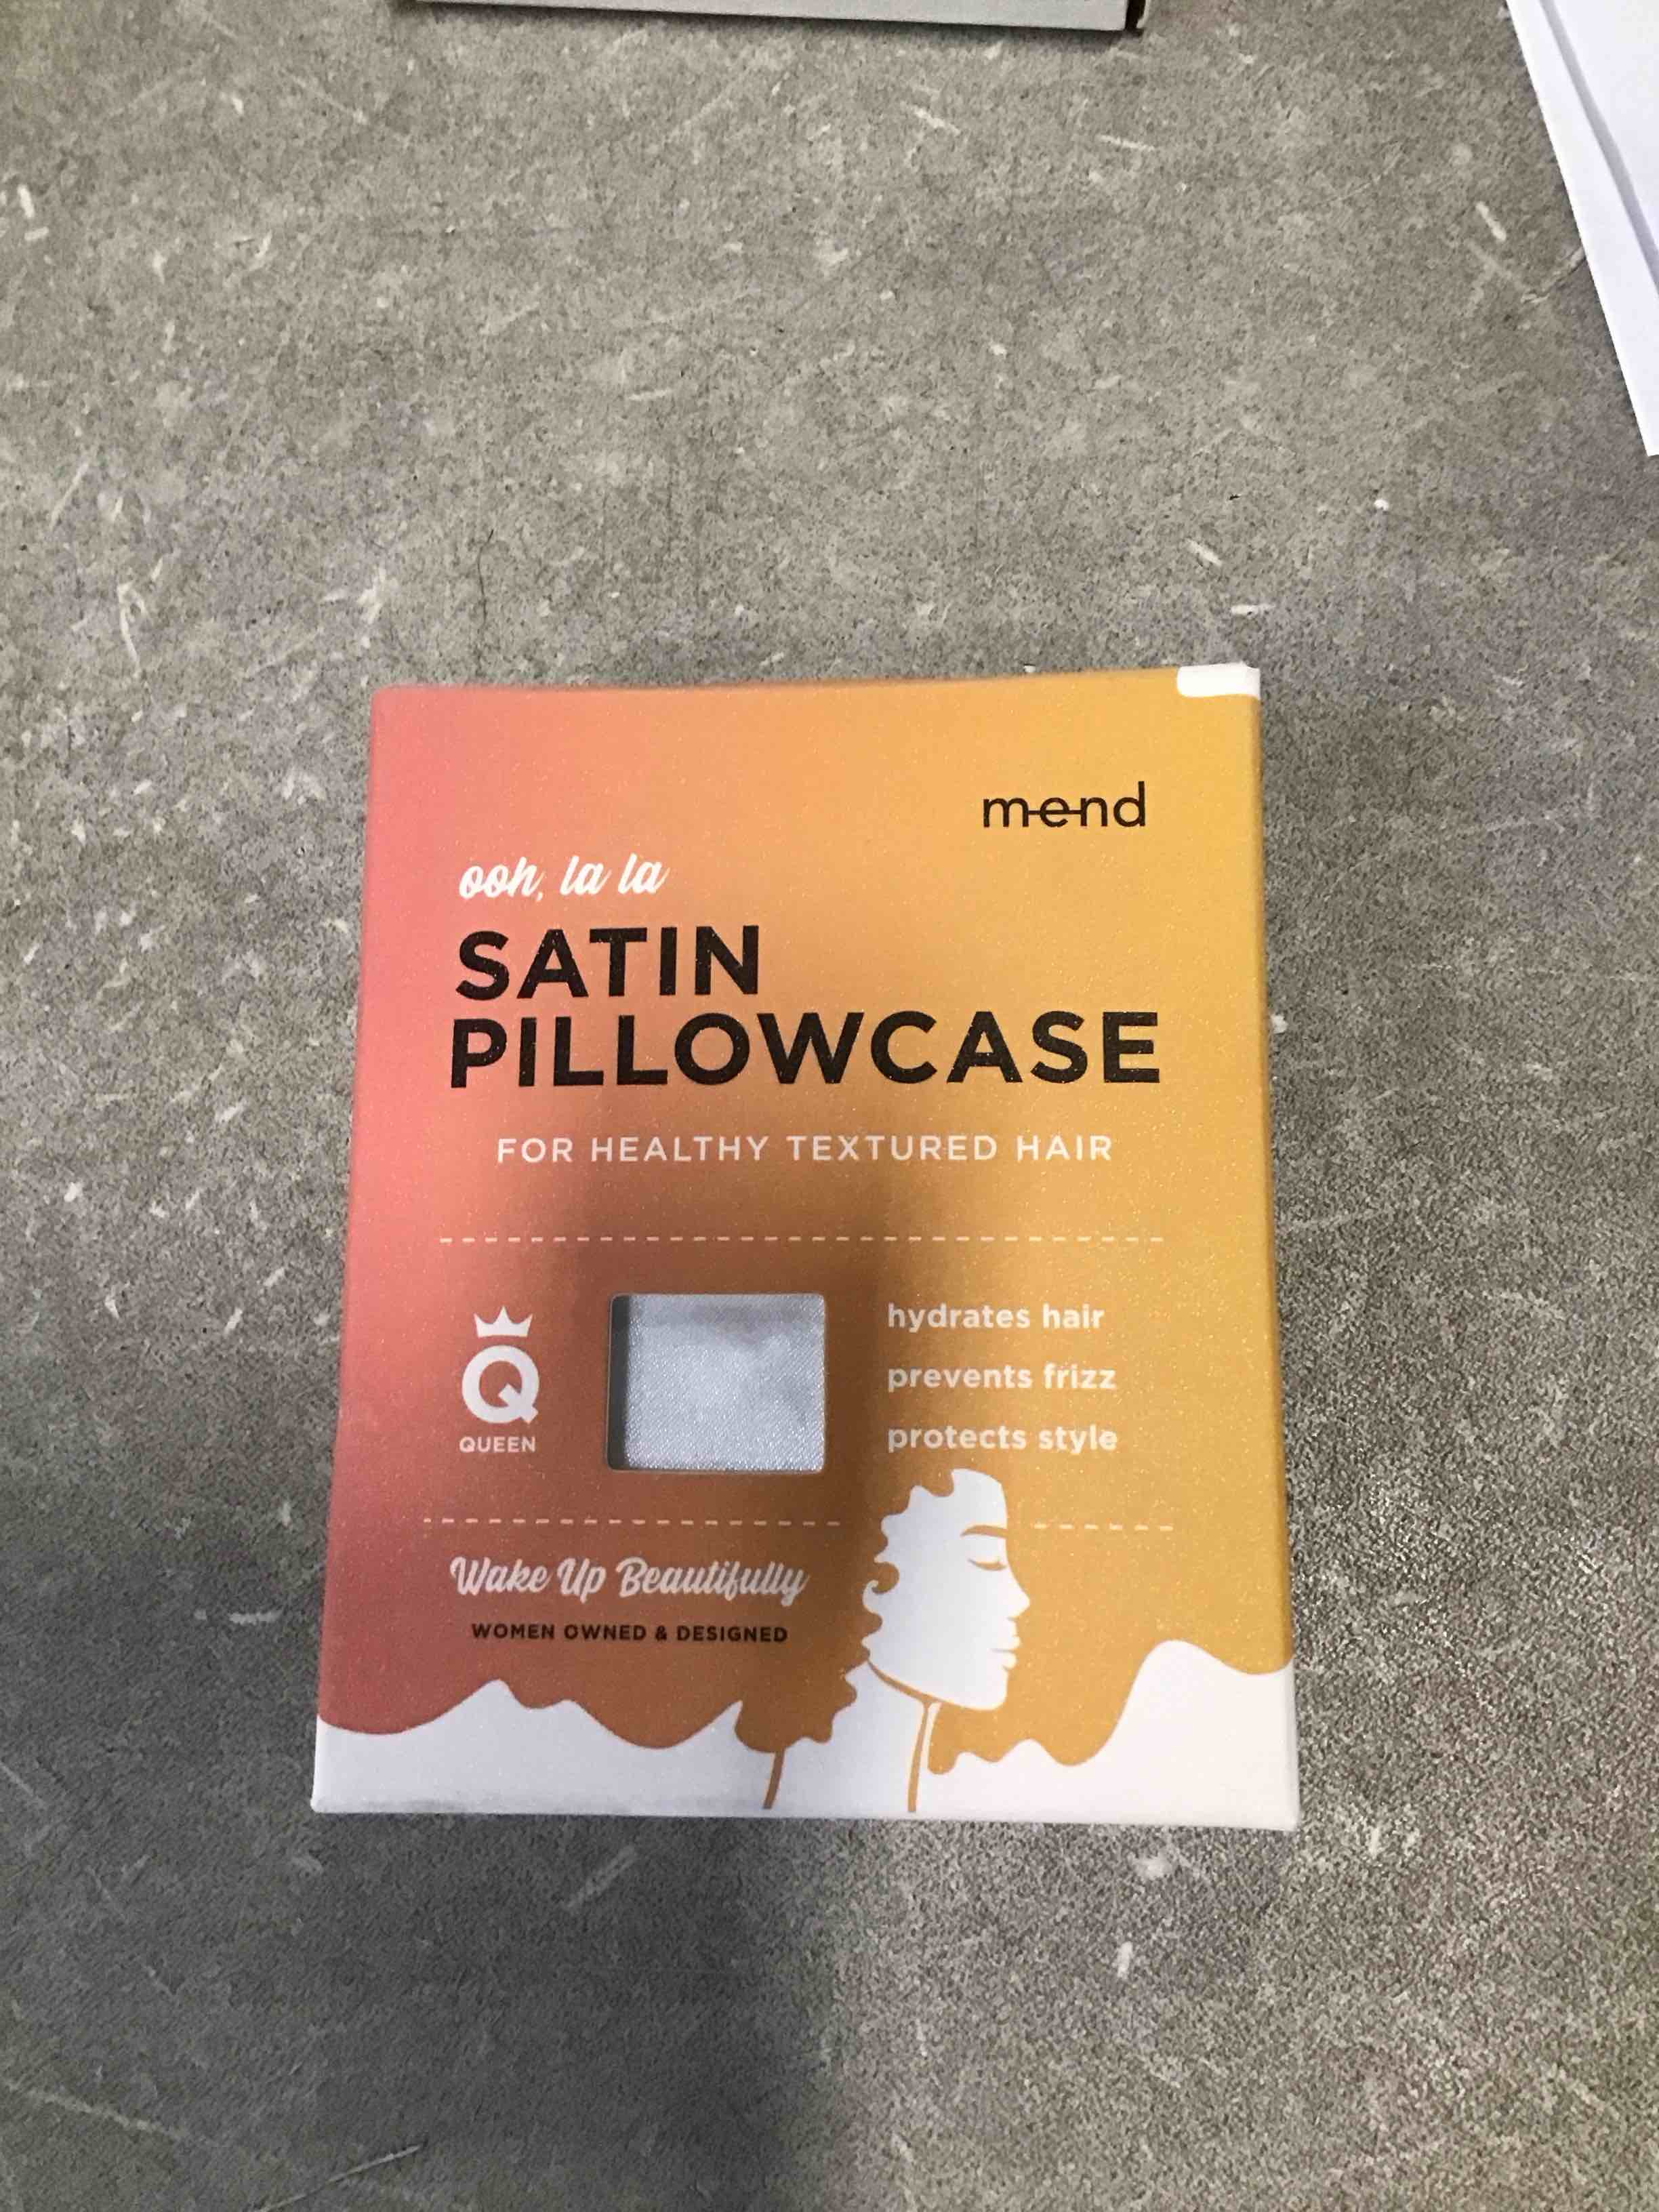 mend
ooh, la la
SATIN
PILLOWCASE
FOR HEALTHY TEXTURED HAIR
Q
QUEEN
hydrates hair
prevents frizz
protects style
Wake Up Beautifully
WOMEN OWNED & DESIGNED